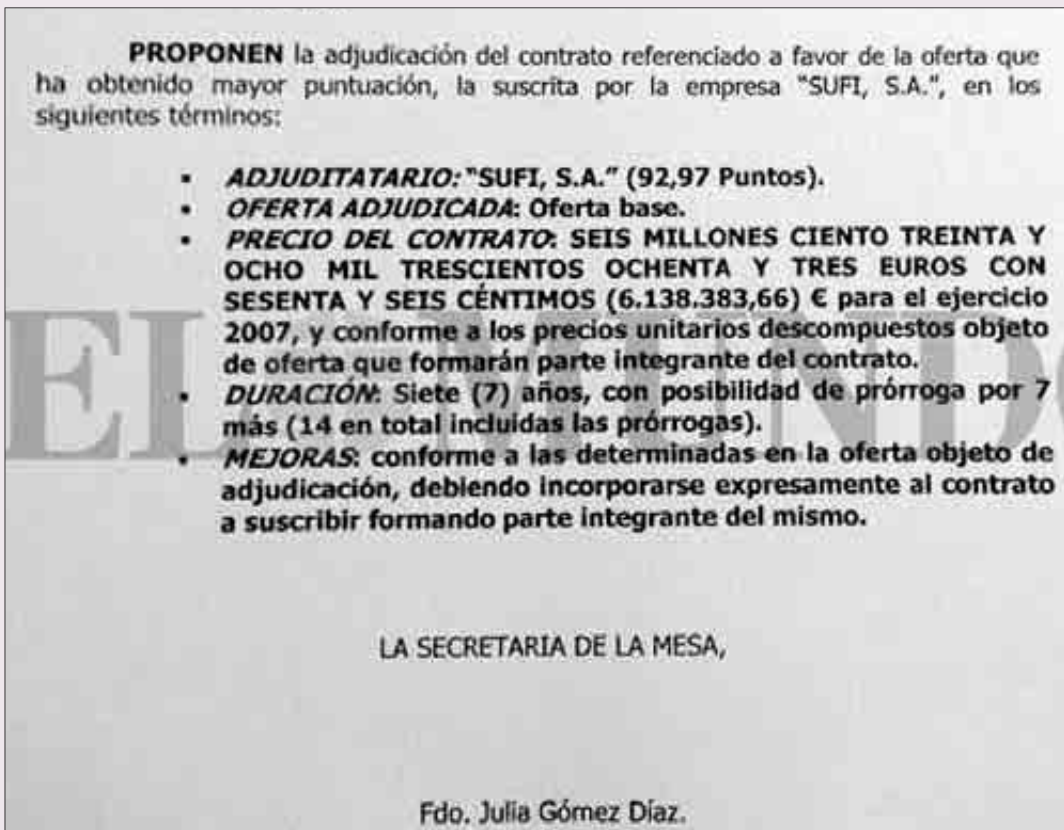 PROPONEN la adjudicación del contrato referenciado a favor de la oferta que
ha obtenido mayor puntuación, la suscrita por la empresa "SUFI, S.A.", en los
siguientes términos:
▪ ADJUDITATARIO: "SUFI, S.A." (92,97 Puntos).
▪ OFERTA ADJUDICADA: Oferta base.
▪ PRECIO DEL CONTRATO: SEIS MILLONES CIENTO TREINTA Y
OCHO MIL TRESCIENTOS OCHENTA Y TRES EUROS CON
SESENTA Y SEIS CÉNTIMOS (6.138.383,66) € para el ejercicio
2007, y conforme a los precios unitarios descompuestos objeto
de oferta que formarán parte integrante del contrato.
▪ DURACIÓN: Siete (7) años, con posibilidad de prórroga por 7
más (14 en total incluidas las prórrogas).
▪ MEJORAS: conforme a las determinadas en la oferta objeto de
adjudicación, debiendo incorporarse expresamente al contrato
a suscribir formando parte integrante del mismo.
EL MUNDO
LA SECRETARIA DE LA MESA,
Fdo. Julia Gómez Díaz.